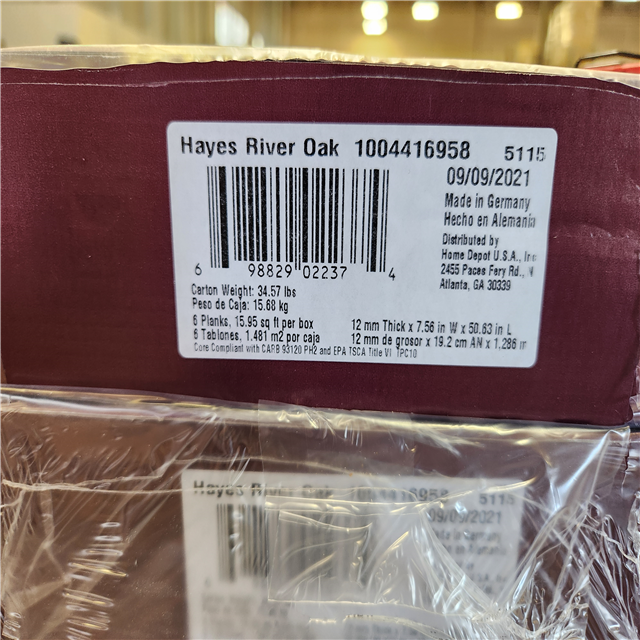 Hayes River Oak 1004416958 5115
09/09/2021
Made in Germany
Hecho en Alemania
Distributed by
Home Depot U.S.A., Inc
2455 Paces Fery Rd., N
Atlanta, GA 30339
6 98829 02237 4
Carton Weight: 34.57 lbs
Peso de Caja: 15.68 kg
6 Planks, 15.95 sq ft per box 12 mm Thick x 7.56 in W x 50.63 in L
6 Tablones, 1.481 m2 por caja 12 mm de grosor x 19.2 cm AN x 1,286 m
Core Compliant with CARB 93120 PH2 and EPA TSCA Title VI TPC10
Hayes River Oak 1004416958 5115
09/09/2021